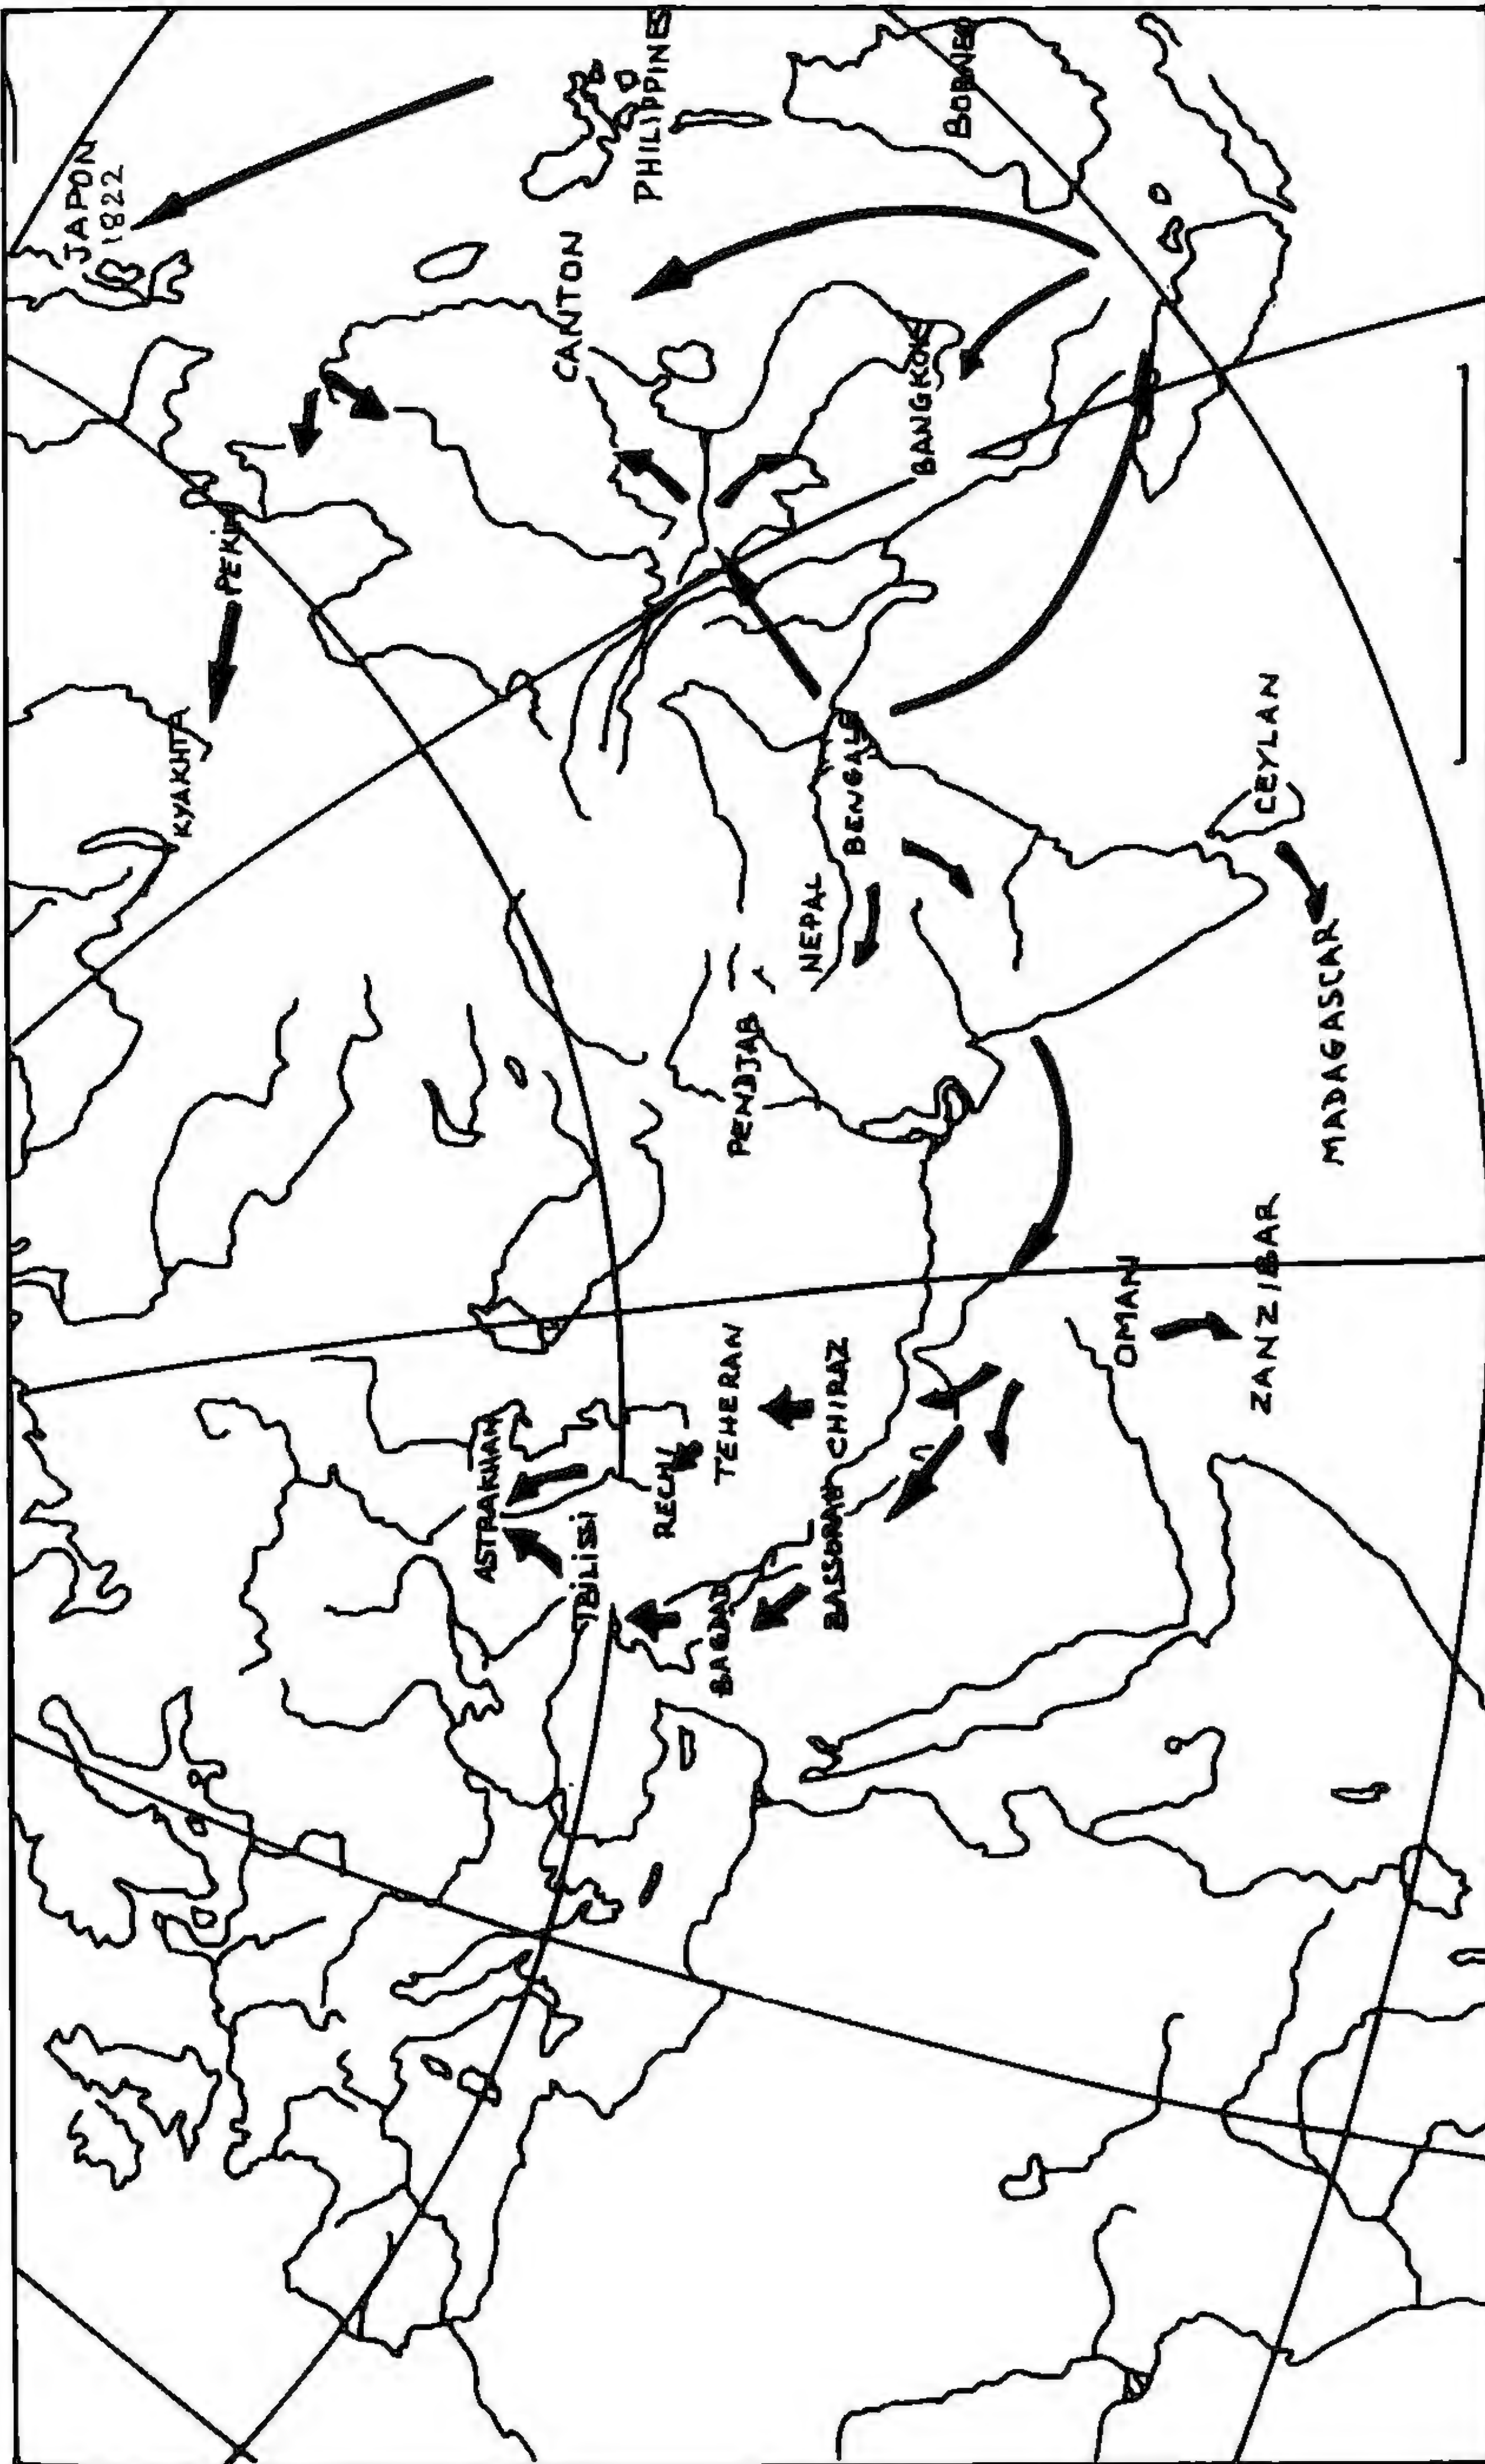 JAPON
1822
PHILIPPINES
BORNEO
CANTON
PEKIN
BANGKOK
KYAKHTA
CEYLAN
BENGALE
NEPAL
MADAGASCAR
PENDJAB
OMAN
ZANZIBAR
TEHERAN
CHIRAZ
ASTRAKHAN
RECHT
TBiLiSSi
BASSORAH
BAGDAD